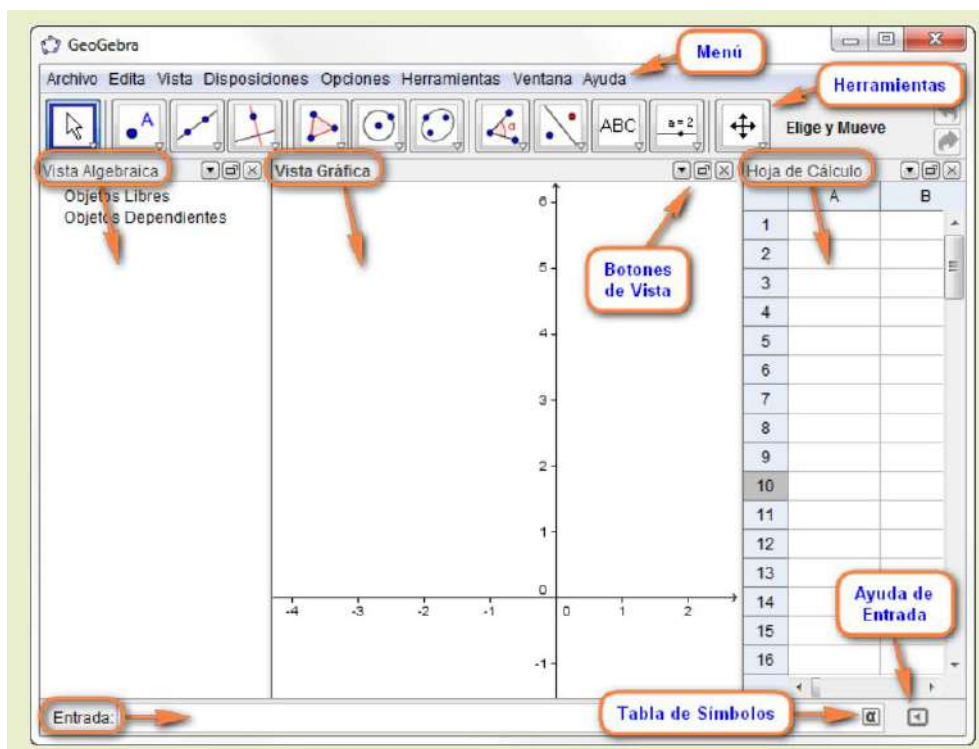 GeoGebra
Menú
Archivo Edita Vista Disposiciones Opciones Herramientas Ventana Ayuda
Herramientas
A
α
ABC
a = 2
Elige y Mueve
Vista Algebraica
Vista Gráfica
Hoja de Cálculo
Objetos Libres
Objetos Dependientes
Botones
de Vista
A B
1
2
3
4
5
6
7
8
9
10
11
12
13
14
15
16
6
5
4
3
2
1
0
-1
-4 -3 -2 -1 0 1 2
Ayuda de
Entrada
Entrada:
Tabla de Símbolos
α